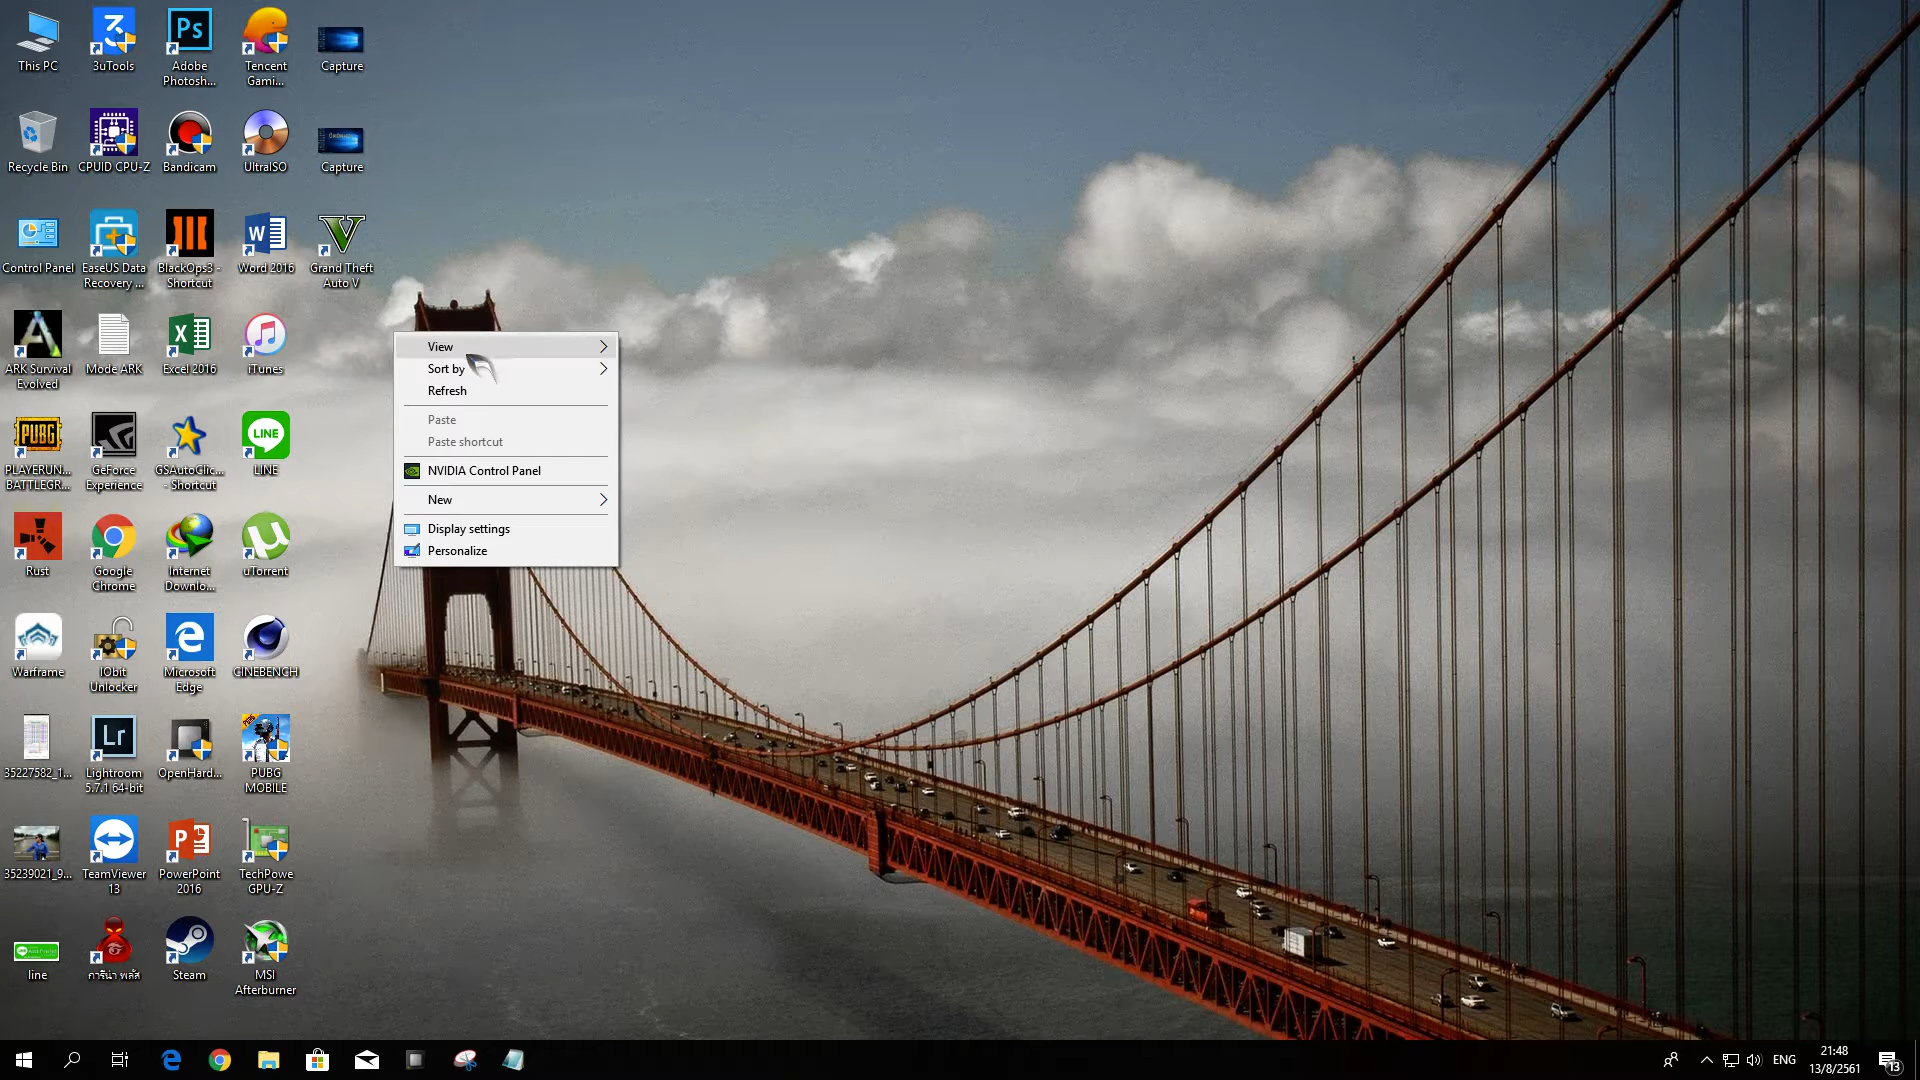 This PC
3uTools
Adobe
Photosh...
Tencent
Gami...
Capture
Recycle Bin
CPUID CPU-Z
Bandicam
UltraISO
Capture
Control Panel
EaseUS Data
Recovery ...
BlackOps3 -
Shortcut
Word 2016
Grand Theft
Auto V
ARK Survival
Evolved
Mode ARK
Excel 2016
iTunes
PLAYERUN...
BATTLEGR...
GeForce
Experience
GSAutoClic...
- Shortcut
LINE
Rust
Google
Chrome
Internet
Downlo...
uTorrent
Warframe
IObit
Unlocker
Microsoft
Edge
CINEBENCH
35227582_1...
Lightroom
5.7.1 64-bit
OpenHard...
PUBG
MOBILE
35239021_9...
TeamViewer
13
PowerPoint
2016
TechPowe
GPU-Z
line
การีน่า พลัส
Steam
MSI
Afterburner
View
Sort by
Refresh
Paste
Paste shortcut
NVIDIA Control Panel
New
Display settings
Personalize
Ps
PUBG
LINE
Lr
ENG
21:48
13/8/2561
13